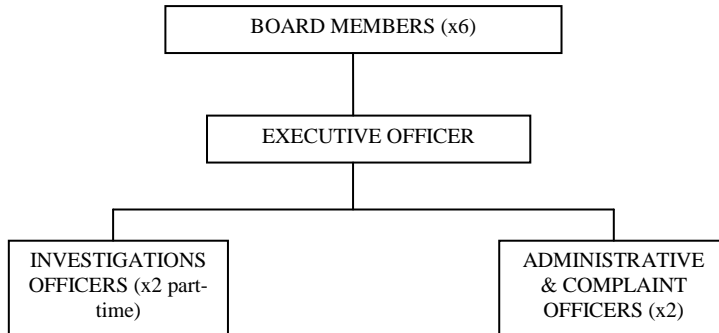 BOARD MEMBERS (x6)
EXECUTIVE OFFICER
INVESTIGATIONS
OFFICERS (x2 part-
time)
ADMINISTRATIVE
& COMPLAINT
OFFICERS (x2)